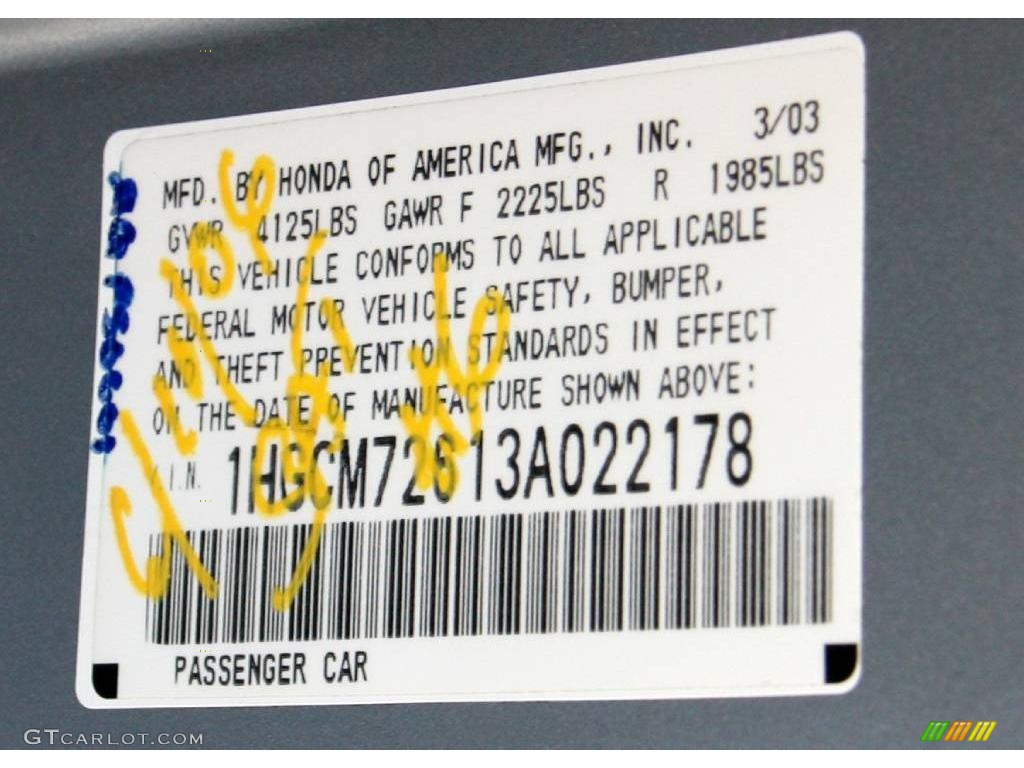 MFD. BY HONDA OF AMERICA MFG., INC. 3/03
GVWR 4125LBS GAWR F 2225LBS R 1985LBS
THIS VEHICLE CONFORMS TO ALL APPLICABLE
FEDERAL MOTOR VEHICLE SAFETY, BUMPER,
AND THEFT PREVENTION STANDARDS IN EFFECT
ON THE DATE OF MANUFACTURE SHOWN ABOVE:
V.I.N. 1HGCM72613A022178
PASSENGER CAR
GTCARLOT.COM